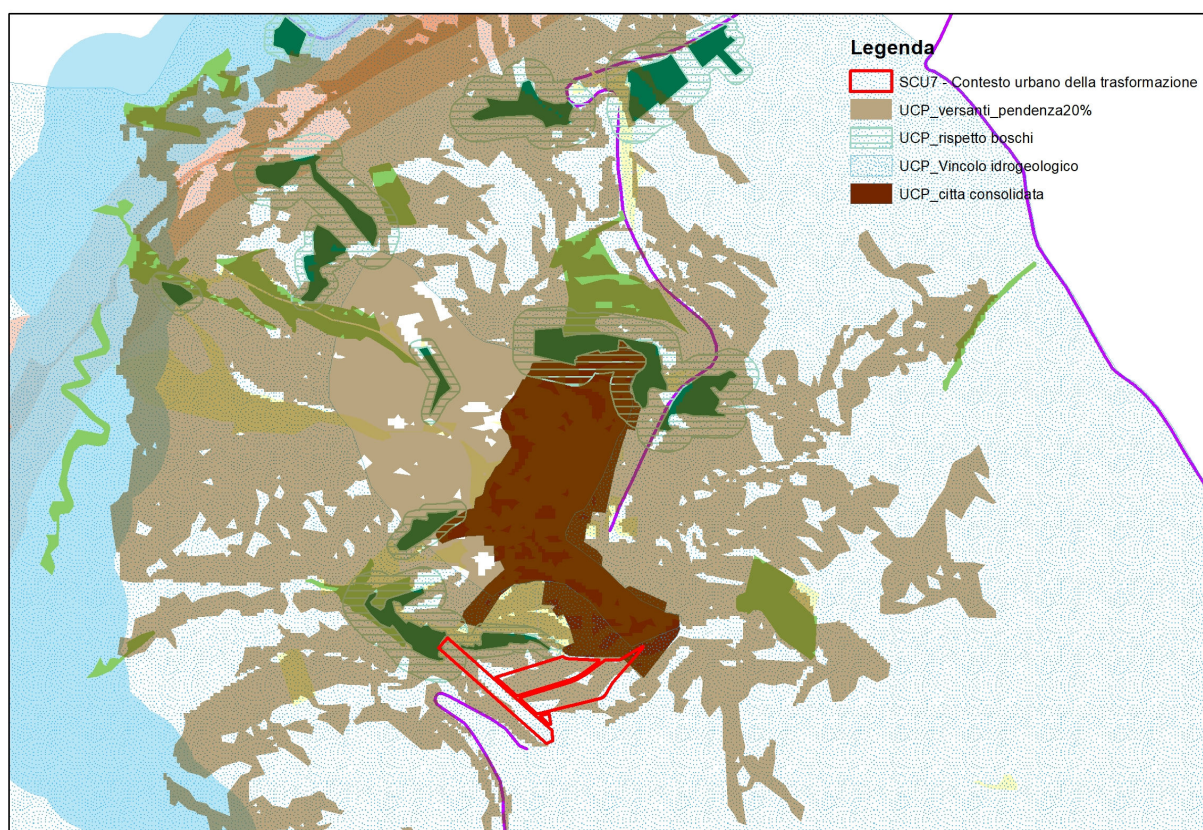 Legenda
SCU7 - Contesto urbano della trasformazione
UCP_versanti_pendenza20%
UCP_rispetto boschi
UCP_Vincolo idrogeologico
UCP_citta consolidata